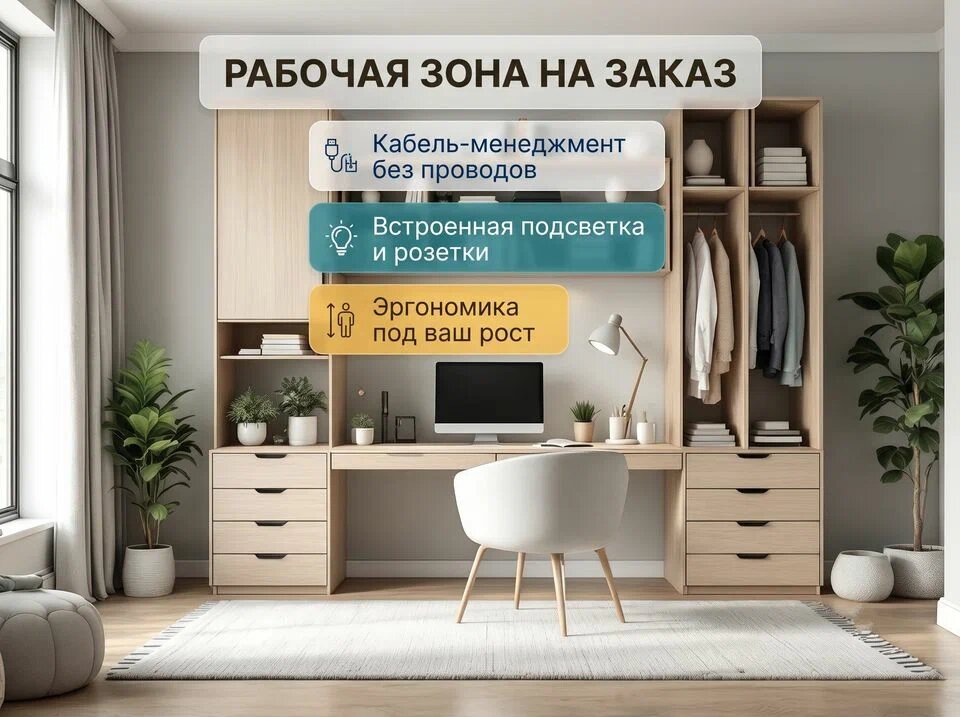 РАБОЧАЯ ЗОНА НА ЗАКАЗ
Кабель-менеджмент
без проводов
Встроенная подсветка
и розетки
Эргономика
под ваш рост